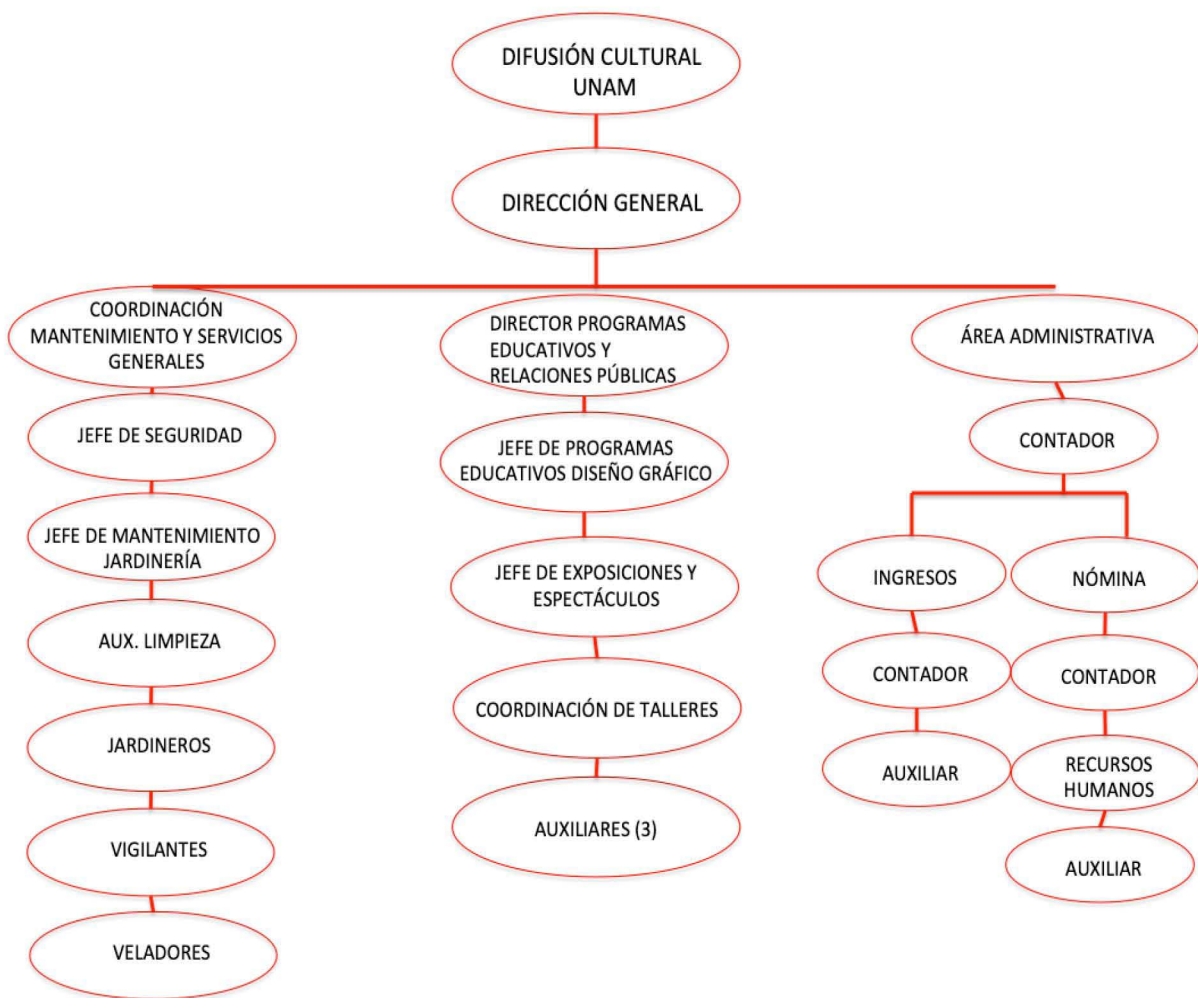 DIFUSIÓN CULTURAL
UNAM
DIRECCIÓN GENERAL
COORDINACIÓN
MANTENIMIENTO Y SERVICIOS
GENERALES
JEFE DE SEGURIDAD
JEFE DE MANTENIMIENTO
JARDINERÍA
AUX. LIMPIEZA
JARDINEROS
VIGILANTES
VELADORES
DIRECTOR PROGRAMAS
EDUCATIVOS Y
RELACIONES PÚBLICAS
JEFE DE PROGRAMAS
EDUCATIVOS DISEÑO GRÁFICO
JEFE DE EXPOSICIONES Y
ESPECTÁCULOS
COORDINACIÓN DE TALLERES
AUXILIARES (3)
ÁREA ADMINISTRATIVA
CONTADOR
INGRESOS
CONTADOR
AUXILIAR
NÓMINA
CONTADOR
RECURSOS
HUMANOS
AUXILIAR